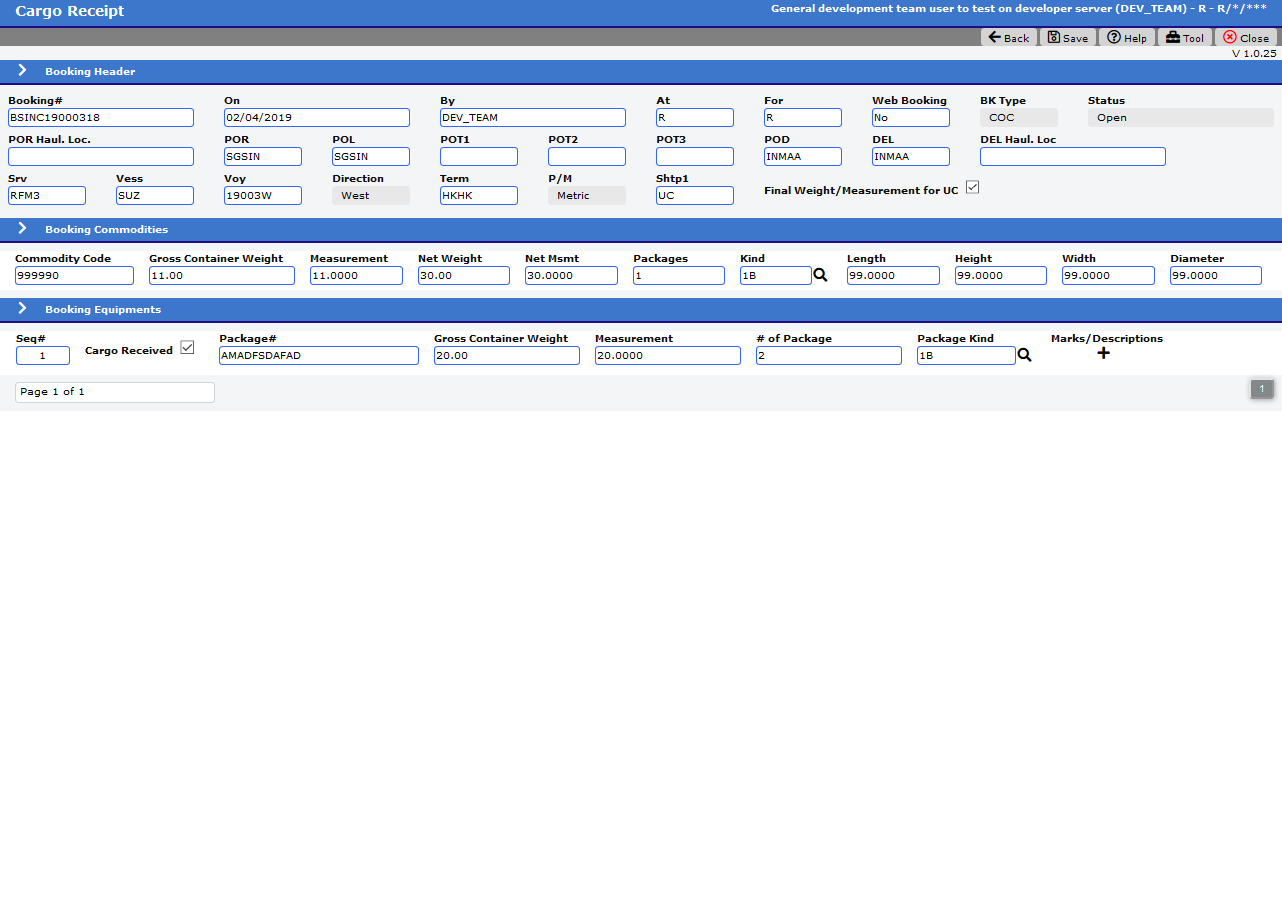 Cargo Receipt General development team user to test on developer server (DEV_TEAM) - R - R/*/***
Back Save Help Tool Close
V 1.0.25
Booking Header
Booking# On By At For Web Booking BK Type Status
BSINC19000318 02/04/2019 DEV_TEAM R R No COC Open
POR Haul. Loc. POR POL POT1 POT2 POT3 POD DEL DEL Haul. Loc
SGSIN SGSIN INMAA INMAA
Srv Vess Voy Direction Term P/M Shtp1
RFM3 SUZ 19003W West HKHK Metric UC Final Weight/Measurement for UC
Booking Commodities
Commodity Code Gross Container Weight Measurement Net Weight Net Msmt Packages Kind Length Height Width Diameter
999990 11.00 11.0000 30.00 30.0000 1 1B 99.0000 99.0000 99.0000 99.0000
Booking Equipments
Seq# Cargo Received Package# Gross Container Weight Measurement # of Package Package Kind Marks/Descriptions
1 AMADFSDAFAD 20.00 20.0000 2 1B
Page 1 of 1 1